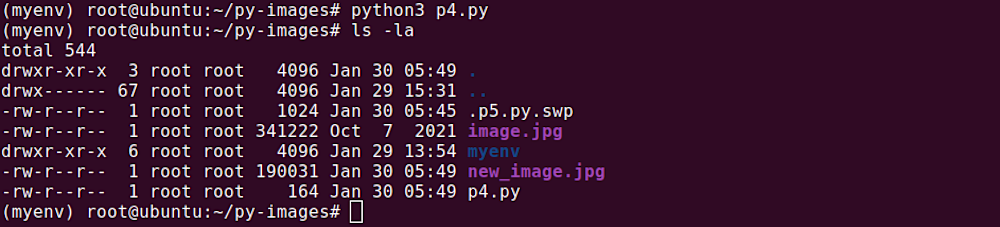 (myenv) root@ubuntu:~/py-images# python3 p4.py
(myenv) root@ubuntu:~/py-images# ls -la
total 544
drwxr-xr-x  3 root root   4096 Jan 30 05:49 .
drwx------ 67 root root   4096 Jan 29 15:31 ..
-rw-r--r--  1 root root   1024 Jan 30 05:45 .p5.py.swp
-rw-r--r--  1 root root 341222 Oct  7  2021 image.jpg
drwxr-xr-x  6 root root   4096 Jan 29 13:54 myenv
-rw-r--r--  1 root root 190031 Jan 30 05:49 new_image.jpg
-rw-r--r--  1 root root    164 Jan 30 05:49 p4.py
(myenv) root@ubuntu:~/py-images#